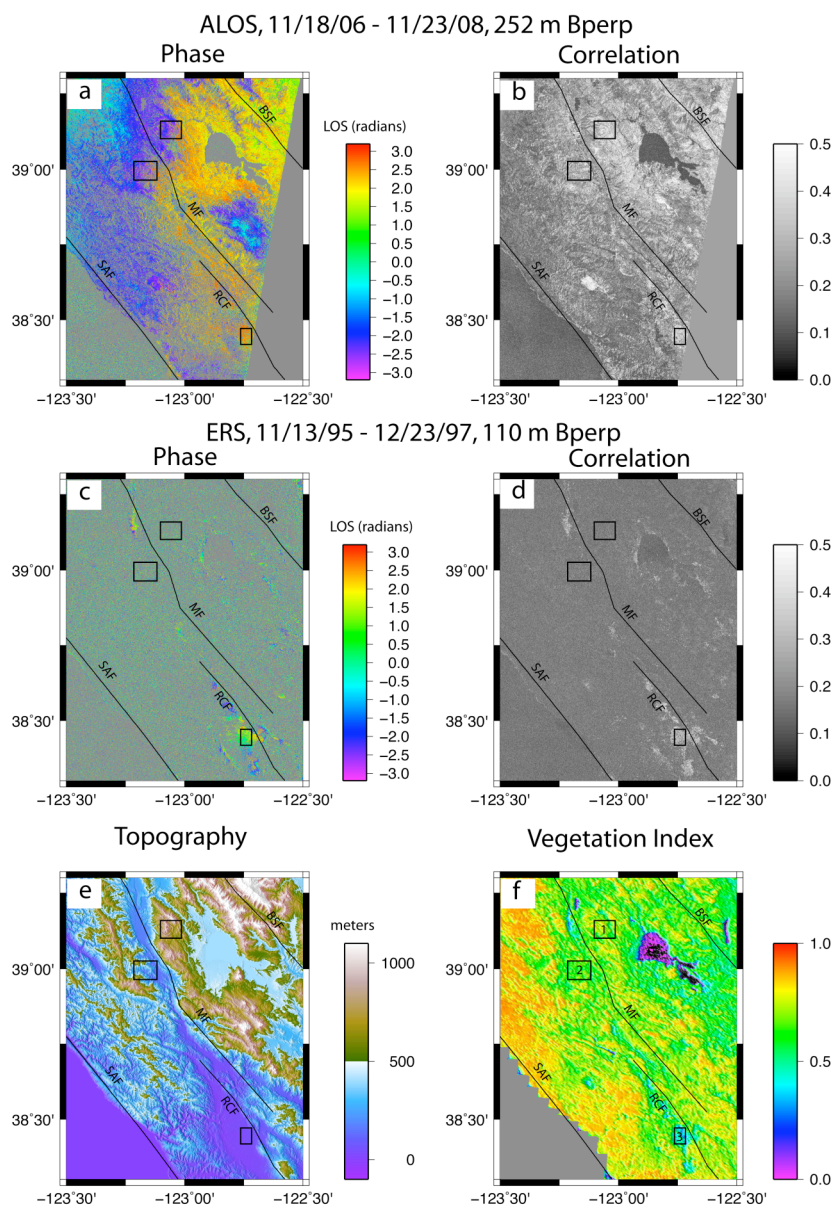 ALOS, 11/18/06 - 11/23/08, 252 m Bperp
Phase
Correlation
a
BSF
MF
SAF
RCF
39°00'
38°30'
−123°30'
−123°00'
−122°30'
LOS (radians)
3.0
2.5
2.0
1.5
1.0
0.5
0.0
−0.5
−1.0
−1.5
−2.0
−2.5
−3.0
b
BSF
MF
SAF
RCF
39°00'
38°30'
−123°30'
−123°00'
−122°30'
0.5
0.4
0.3
0.2
0.1
0.0
ERS, 11/13/95 - 12/23/97, 110 m Bperp
Phase
Correlation
c
BSF
MF
SAF
RCF
39°00'
38°30'
−123°30'
−123°00'
−122°30'
LOS (radians)
3.0
2.5
2.0
1.5
1.0
0.5
0.0
−0.5
−1.0
−1.5
−2.0
−2.5
−3.0
d
BSF
MF
SAF
RCF
39°00'
38°30'
−123°30'
−123°00'
−122°30'
0.5
0.4
0.3
0.2
0.1
0.0
Topography
Vegetation Index
e
BSF
MF
SAF
RCF
39°00'
38°30'
−123°30'
−123°00'
−122°30'
meters
1000
500
0
f
1
2
3
BSF
MF
SAF
RCF
39°00'
38°30'
−123°30'
−123°00'
−122°30'
1.0
0.5
0.0